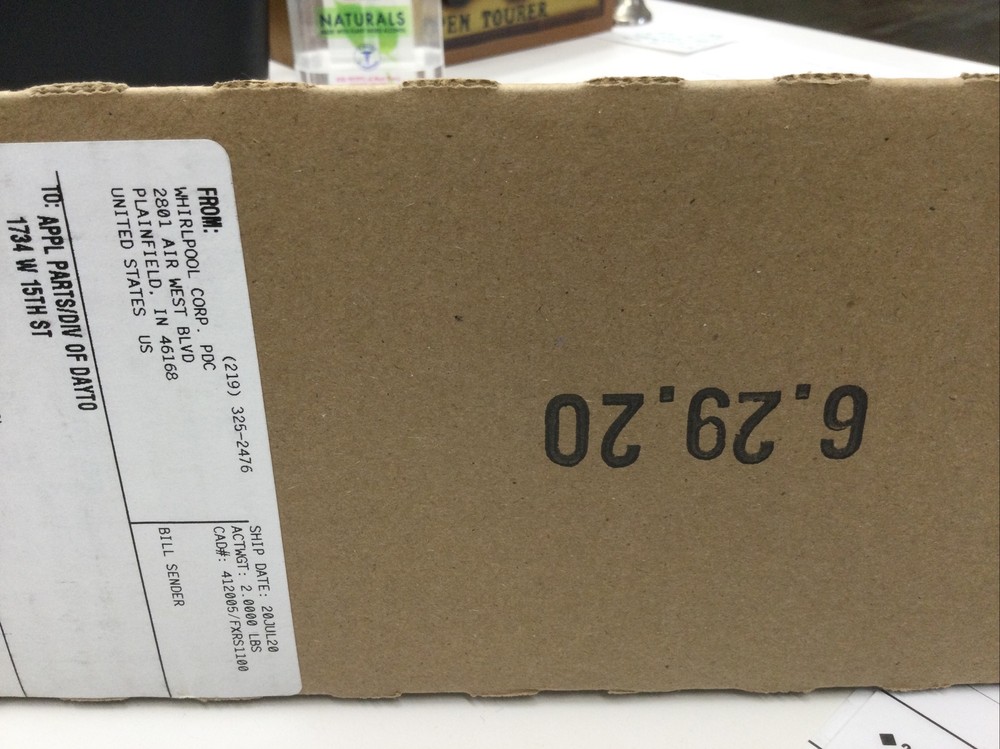 NATURALS
PEN TOURER
FROM:
WHIRLPOOL CORP. PDC
2801 AIR WEST BLVD
PLAINFIELD, IN 46168
UNITED STATES US
(219) 325-2476
SHIP DATE: 20JUL20
ACTWGT: 2.0000 LBS
CAD#: 412005/FXRS1100
BILL SENDER
TO: APPL PARTS/DIV OF DAYTO
1734 W 15TH ST
6.29.20